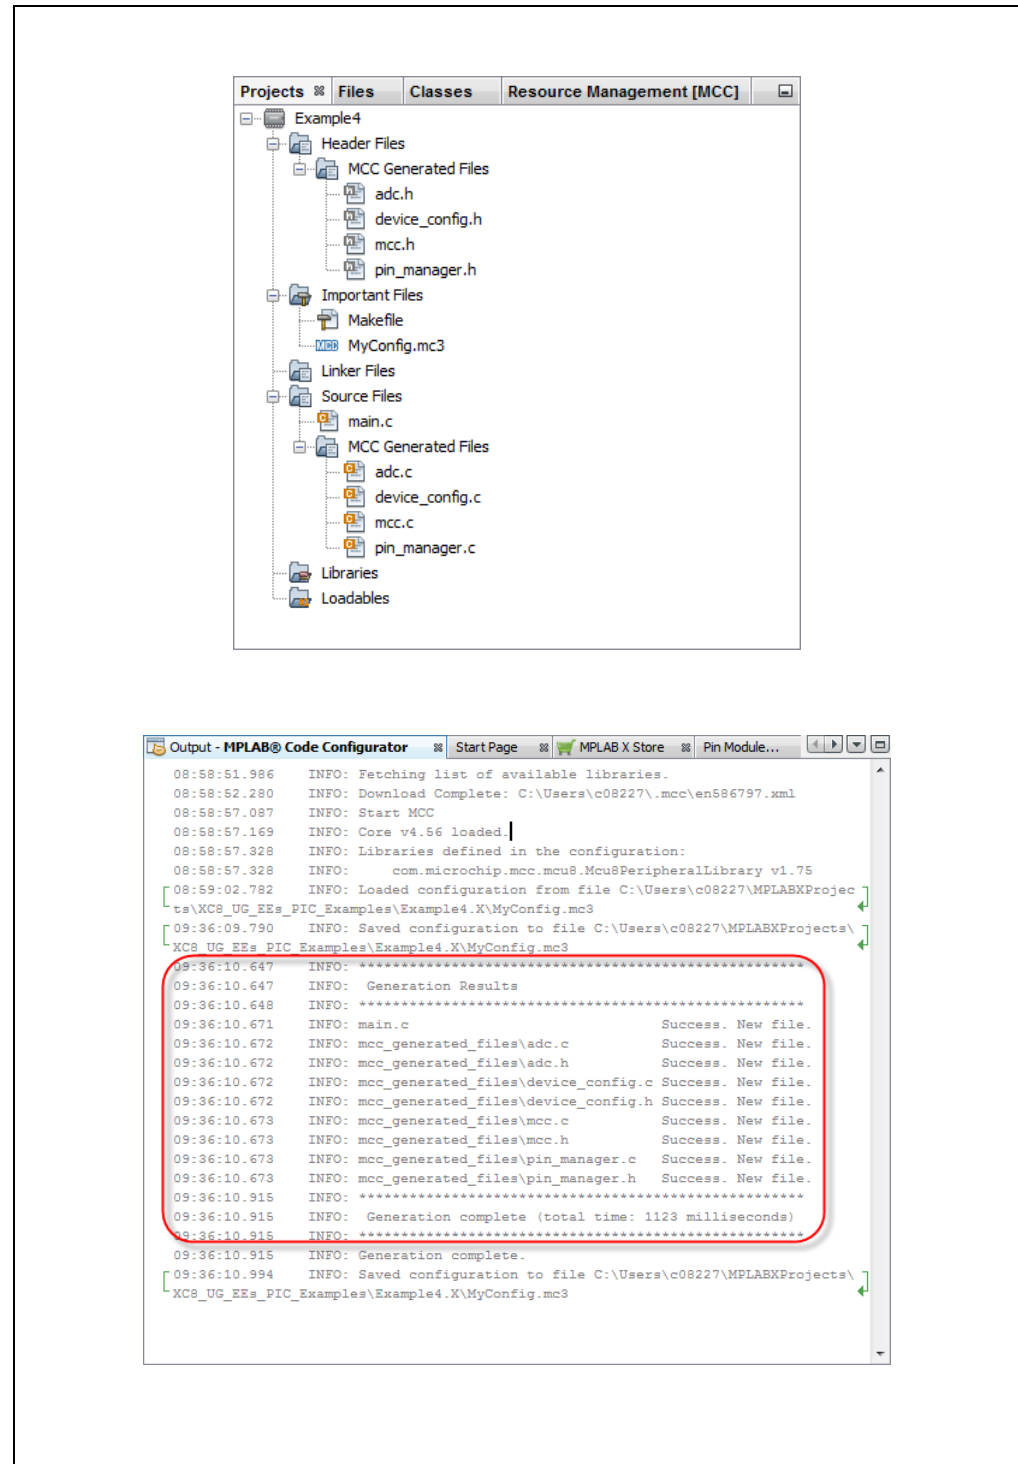 Projects Files Classes Resource Management [MCC]
Example4
Header Files
MCC Generated Files
adc.h
device_config.h
mcc.h
pin_manager.h
Important Files
Makefile
MyConfig.mc3
Linker Files
Source Files
main.c
MCC Generated Files
adc.c
device_config.c
mcc.c
pin_manager.c
Libraries
Loadables
Output - MPLAB® Code Configurator Start Page MPLAB X Store Pin Module...
08:58:51.986 INFO: Fetching list of available libraries.
08:58:52.280 INFO: Download Complete: C:\Users\c08227\.mcc\en586797.xml
08:58:57.087 INFO: Start MCC
08:58:57.169 INFO: Core v4.56 loaded.
08:58:57.328 INFO: Libraries defined in the configuration:
08:58:57.328 INFO: com.microchip.mcc.mcu8.Mcu8PeripheralLibrary v1.75
08:59:02.782 INFO: Loaded configuration from file C:\Users\c08227\MPLABXProjec
ts\XC8_UG_EEs_PIC_Examples\Example4.X\MyConfig.mc3
09:36:09.790 INFO: Saved configuration to file C:\Users\c08227\MPLABXProjects\
XC8_UG_EEs_PIC_Examples\Example4.X\MyConfig.mc3
09:36:10.647 INFO: *****************************************************
09:36:10.647 INFO: Generation Results
09:36:10.648 INFO: *****************************************************
09:36:10.671 INFO: main.c Success. New file.
09:36:10.672 INFO: mcc_generated_files\adc.c Success. New file.
09:36:10.672 INFO: mcc_generated_files\adc.h Success. New file.
09:36:10.672 INFO: mcc_generated_files\device_config.c Success. New file.
09:36:10.672 INFO: mcc_generated_files\device_config.h Success. New file.
09:36:10.673 INFO: mcc_generated_files\mcc.c Success. New file.
09:36:10.673 INFO: mcc_generated_files\mcc.h Success. New file.
09:36:10.673 INFO: mcc_generated_files\pin_manager.c Success. New file.
09:36:10.673 INFO: mcc_generated_files\pin_manager.h Success. New file.
09:36:10.915 INFO: *****************************************************
09:36:10.915 INFO: Generation complete (total time: 1123 milliseconds)
09:36:10.915 INFO: *****************************************************
09:36:10.915 INFO: Generation complete.
09:36:10.994 INFO: Saved configuration to file C:\Users\c08227\MPLABXProjects\
XC8_UG_EEs_PIC_Examples\Example4.X\MyConfig.mc3